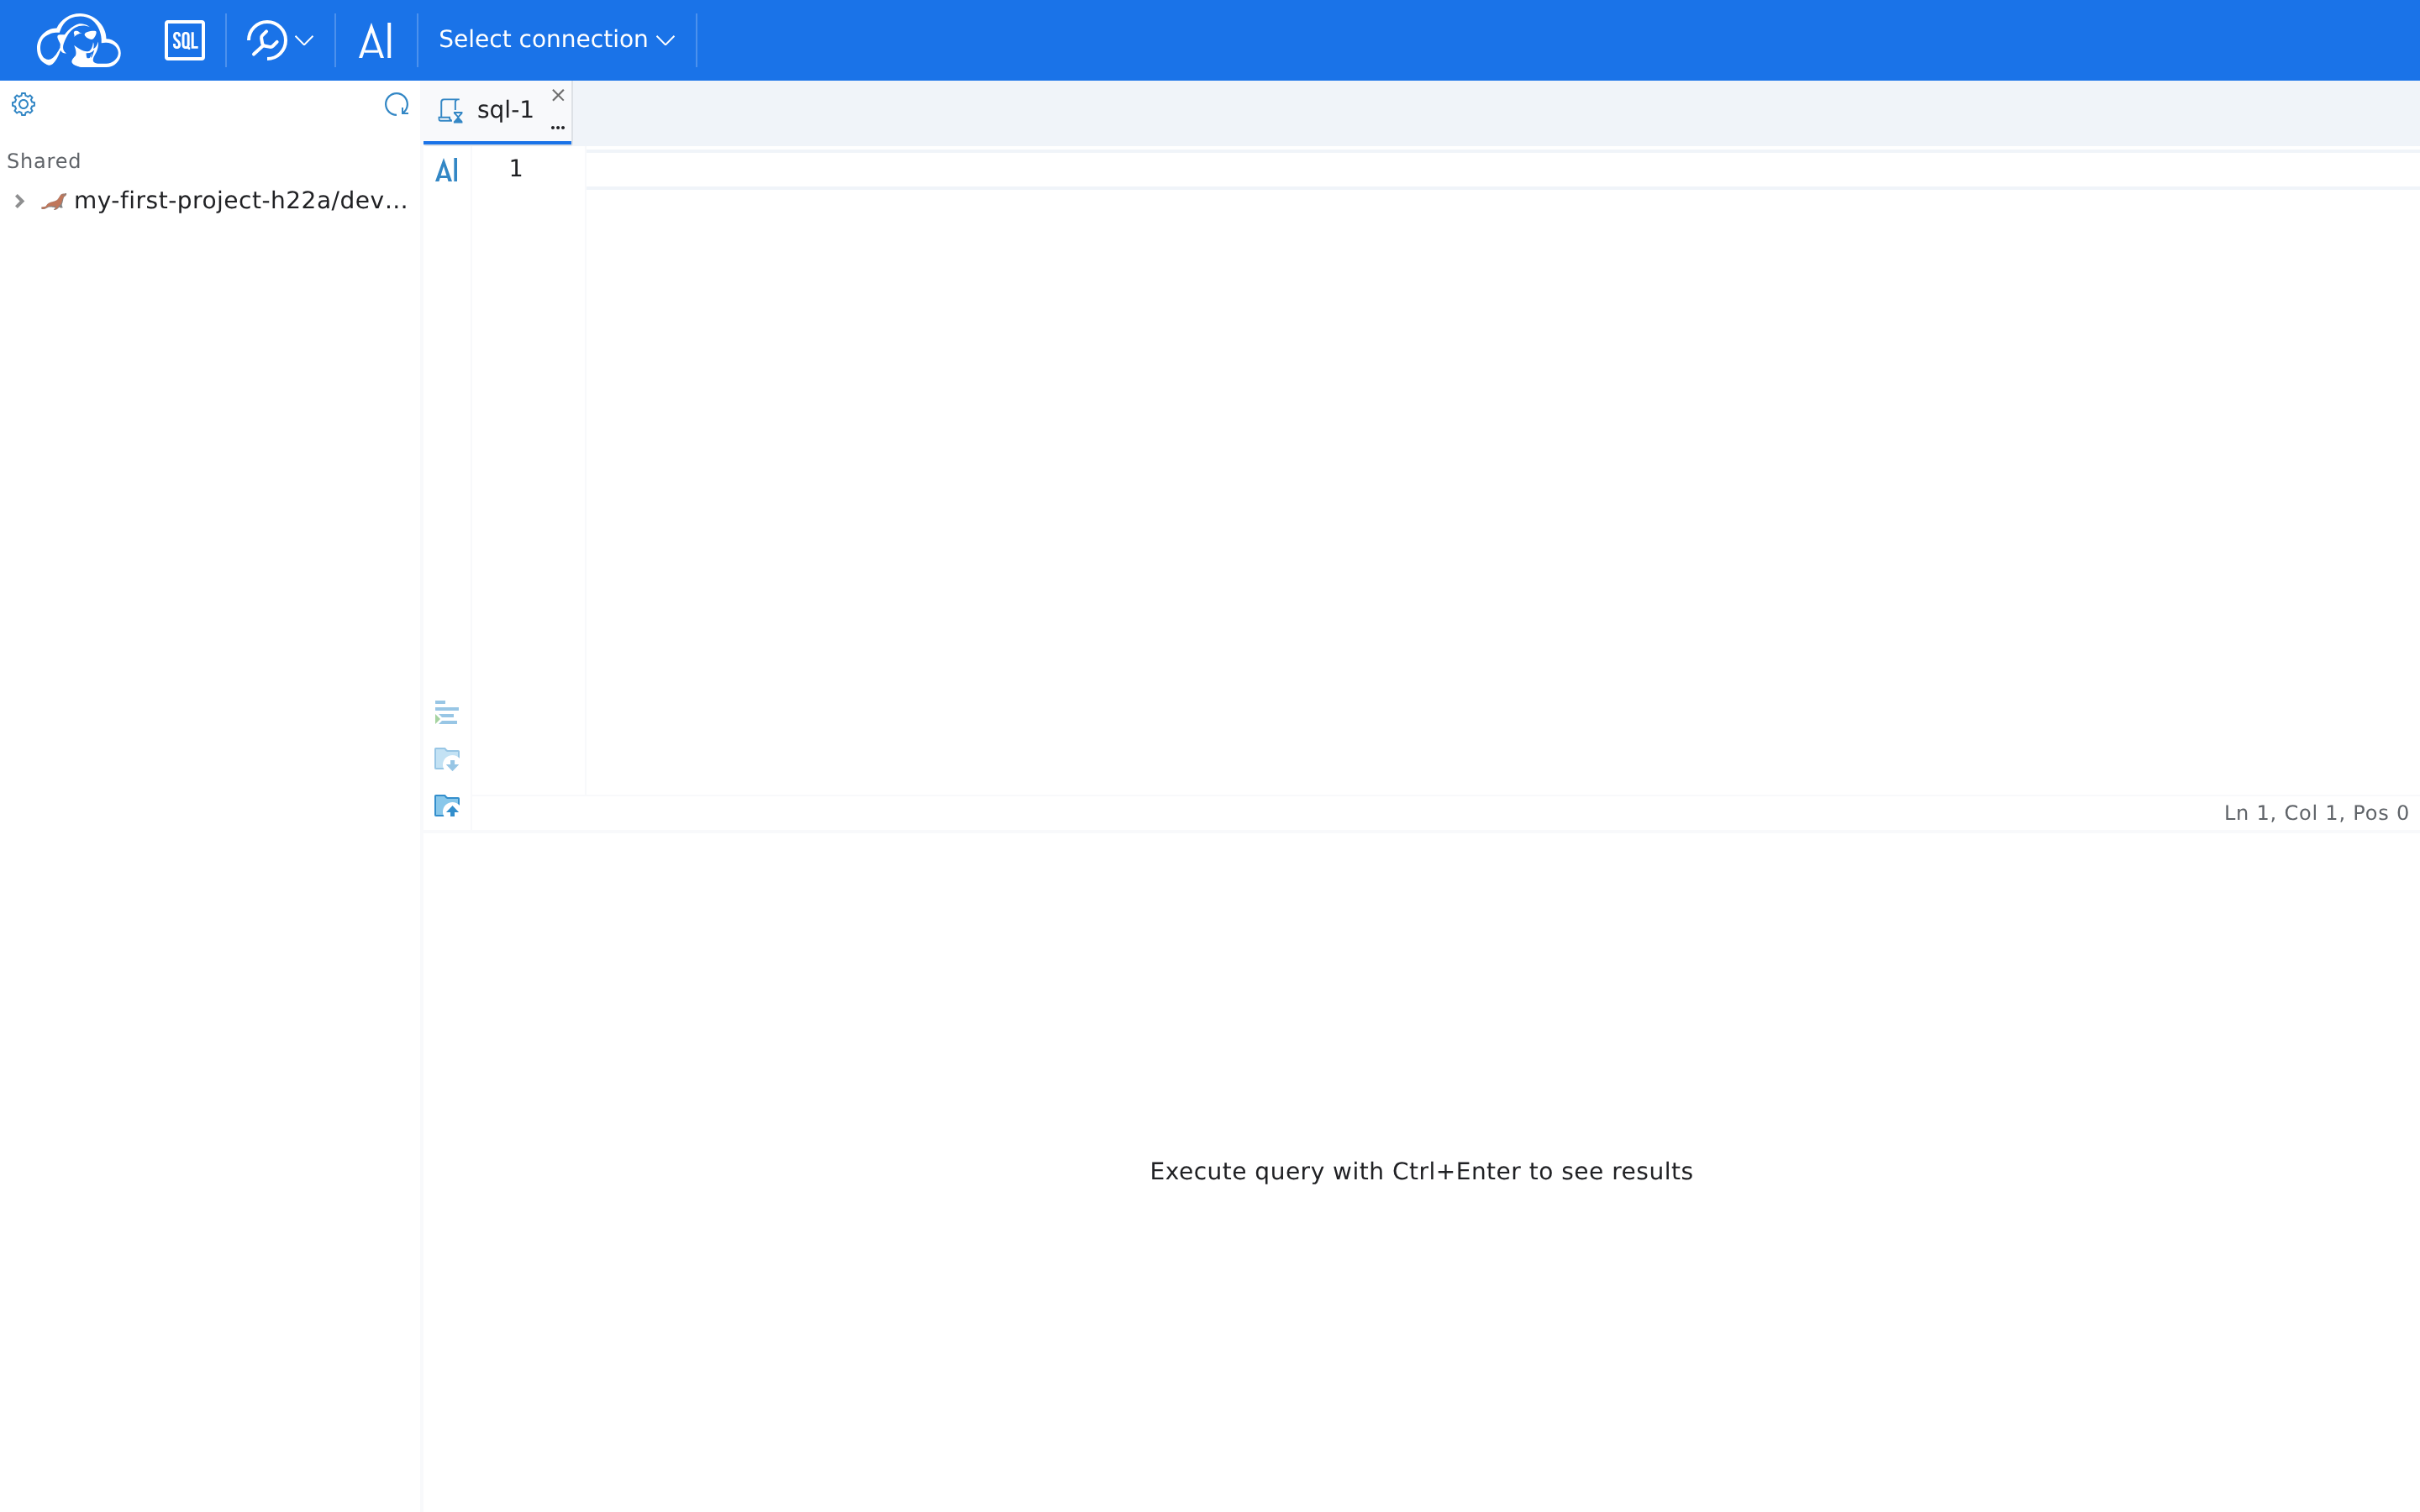 SQL
AI
Select connection
sql-1
Shared
my-first-project-h22a/dev...
AI
1
Ln 1, Col 1, Pos 0
Execute query with Ctrl+Enter to see results